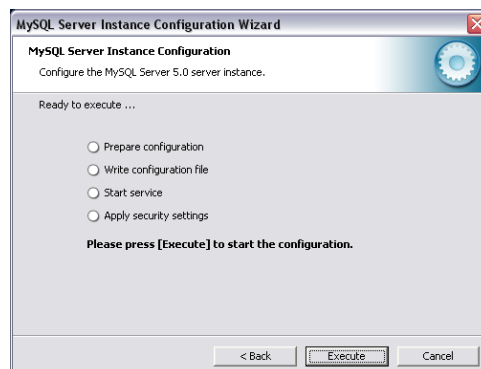 MySQL Server Instance Configuration Wizard
MySQL Server Instance Configuration
Configure the MySQL Server 5.0 server instance.
Ready to execute ...
Prepare configuration
Write configuration file
Start service
Apply security settings
Please press [Execute] to start the configuration.
< Back
Execute
Cancel